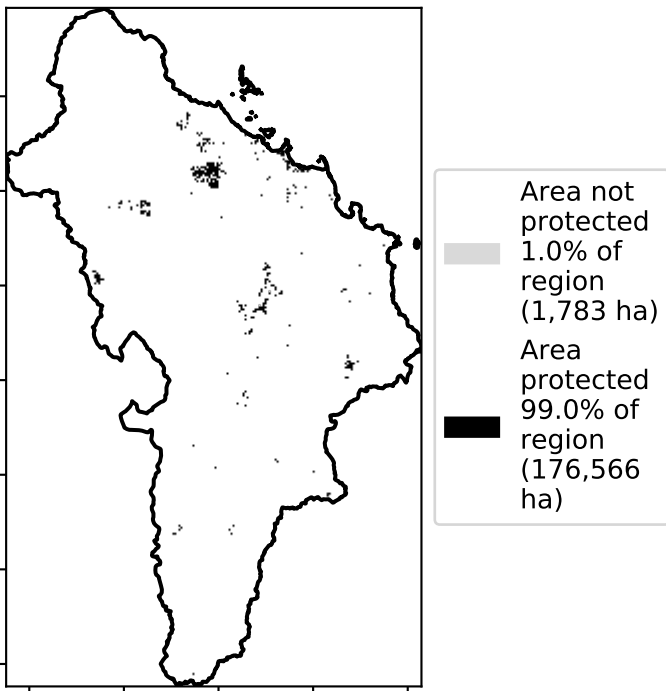 Area not
protected
1.0% of
region
(1,783 ha)
Area
protected
99.0% of
region
(176,566
ha)